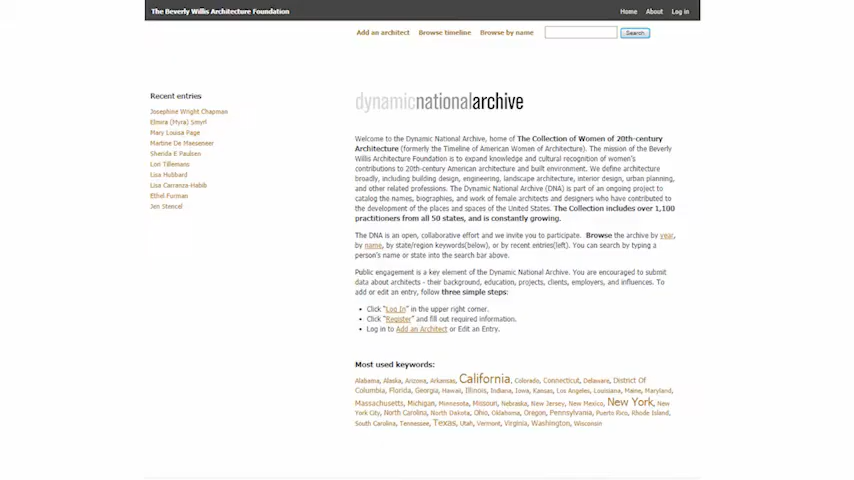 The Beverly Willis Architecture Foundation
Home About Log in
Add an architect Browse timeline Browse by name Search
Recent entries
Josephine Wright Chapman
Elmira (Myra) Smyrl
Mary Louisa Page
Martine De Maeseneer
Sherida E Paulsen
Lori Tillemans
Lisa Hubbard
Lisa Carranza-Habib
Ethel Furman
Jen Stencel
dynamicnationalarchive
Welcome to the Dynamic National Archive, home of The Collection of Women of 20th-century
Architecture (formerly the Timeline of American Women of Architecture). The mission of the Beverly
Willis Architecture Foundation is to expand knowledge and cultural recognition of women's
contributions to 20th-century American architecture and built environment. We define architecture
broadly, including building design, engineering, landscape architecture, interior design, urban planning,
and other related professions. The Dynamic National Archive (DNA) is part of an ongoing project to
catalog the names, biographies, and work of female architects and designers who have contributed to
the development of the places and spaces of the United States. The Collection includes over 1,100
practitioners from all 50 states, and is constantly growing.
The DNA is an open, collaborative effort and we invite you to participate. Browse the archive by year,
by name, by state/region keywords(below), or by recent entries(left). You can search by typing a
person's name or state into the search bar above.
Public engagement is a key element of the Dynamic National Archive. You are encouraged to submit
data about architects - their background, education, projects, clients, employers, and influences. To
add or edit an entry, follow three simple steps:
• Click "Log In" in the upper right corner.
• Click "Register" and fill out required information.
• Log in to Add an Architect or Edit an Entry.
Most used keywords:
Alabama, Alaska, Arizona, Arkansas, California, Colorado, Connecticut, Delaware, District Of
Columbia, Florida, Georgia, Hawaii, Illinois, Indiana, Iowa, Kansas, Los Angeles, Louisiana, Maine, Maryland,
Massachusetts, Michigan, Minnesota, Missouri, Nebraska, New Jersey, New Mexico, New York, New
York City, North Carolina, North Dakota, Ohio, Oklahoma, Oregon, Pennsylvania, Puerto Rico, Rhode Island,
South Carolina, Tennessee, Texas, Utah, Vermont, Virginia, Washington, Wisconsin